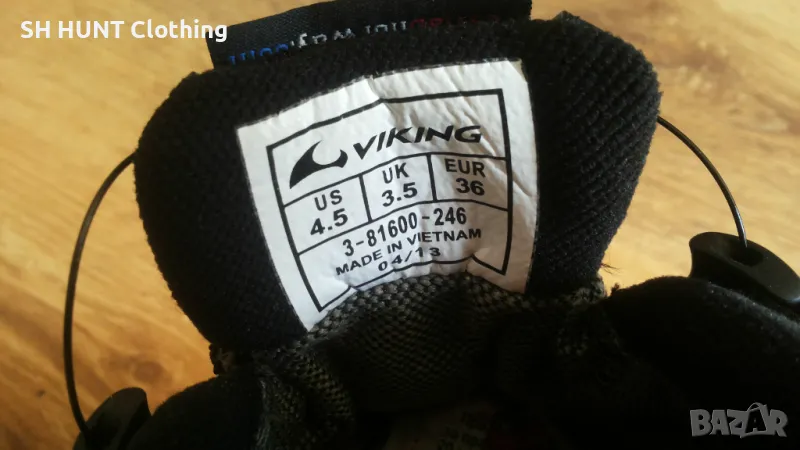 SH HUNT Clothing
VIKING
US
4.5
UK
3.5
EUR
36
3-81600-246
MADE IN VIETNAM
04/13
BAZAR